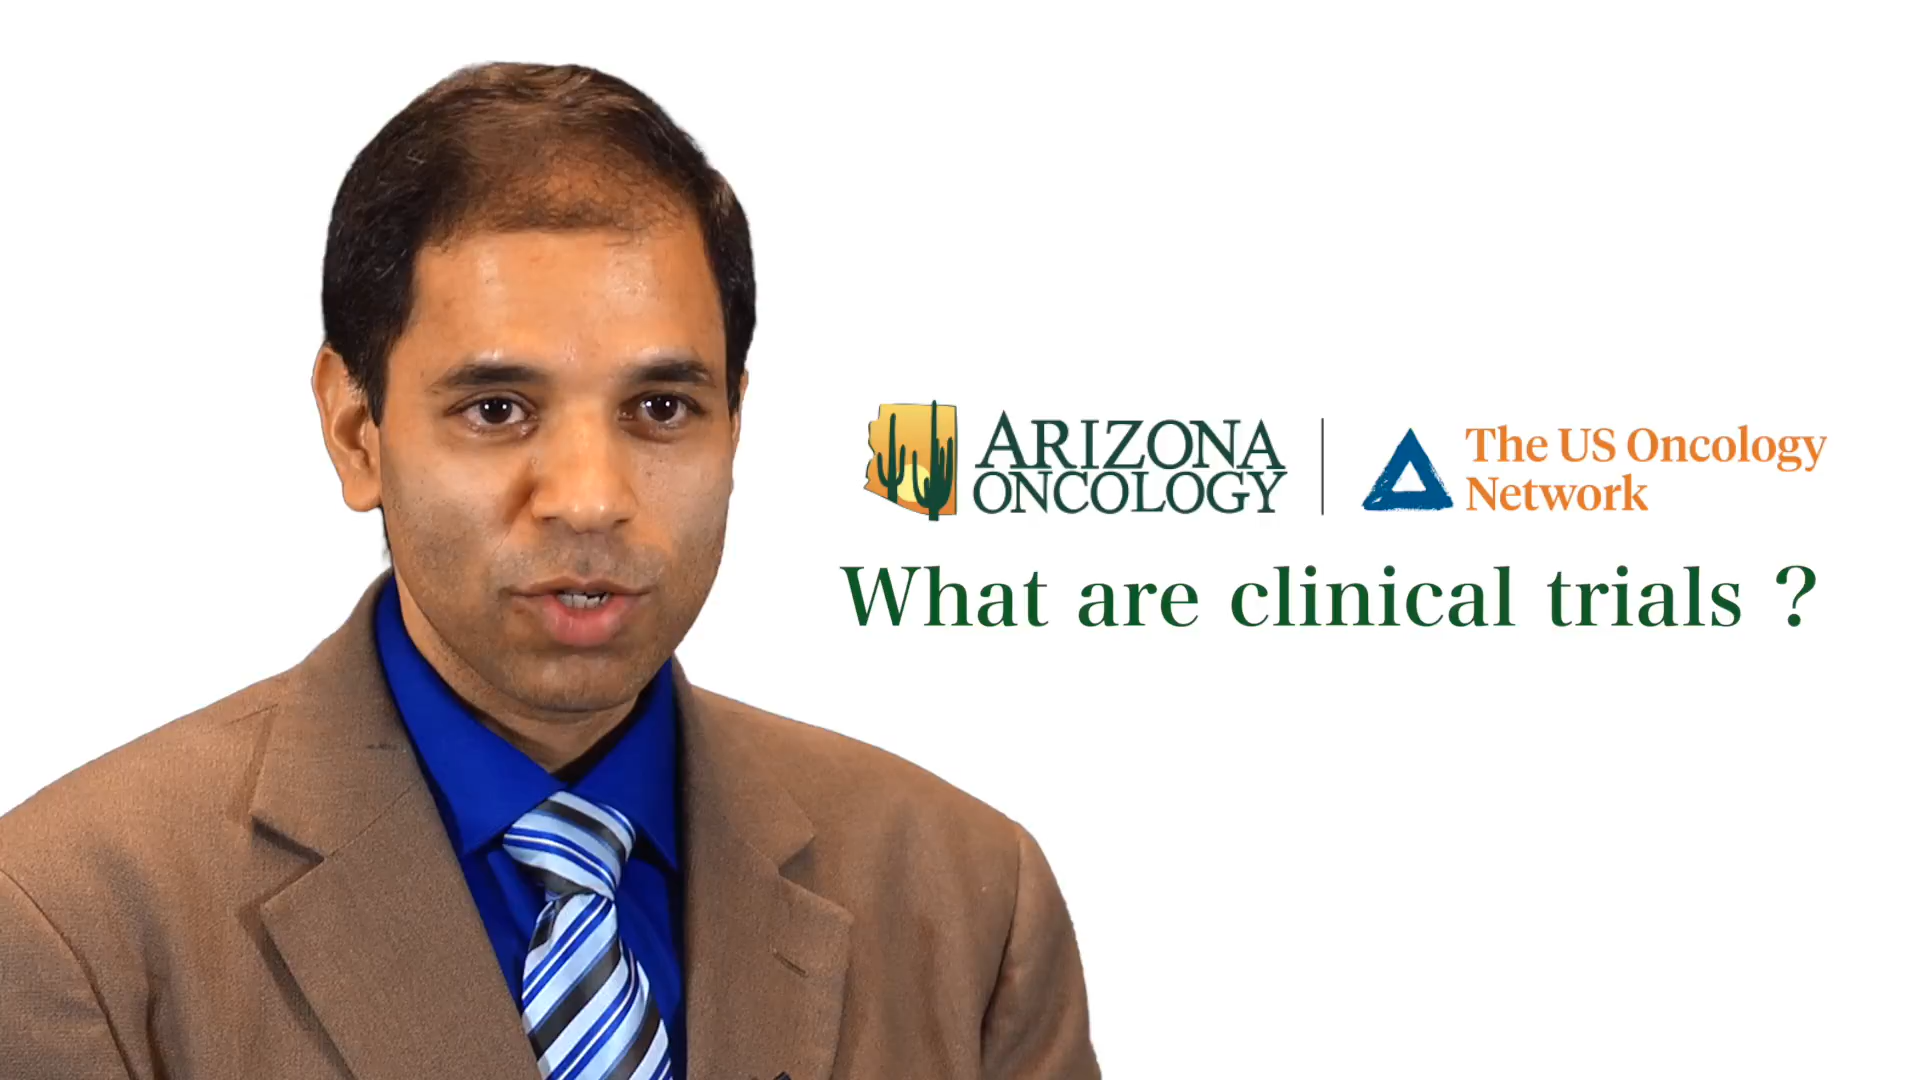 ARIZONA
ONCOLOGY
The US Oncology
Network
What are clinical trials ?